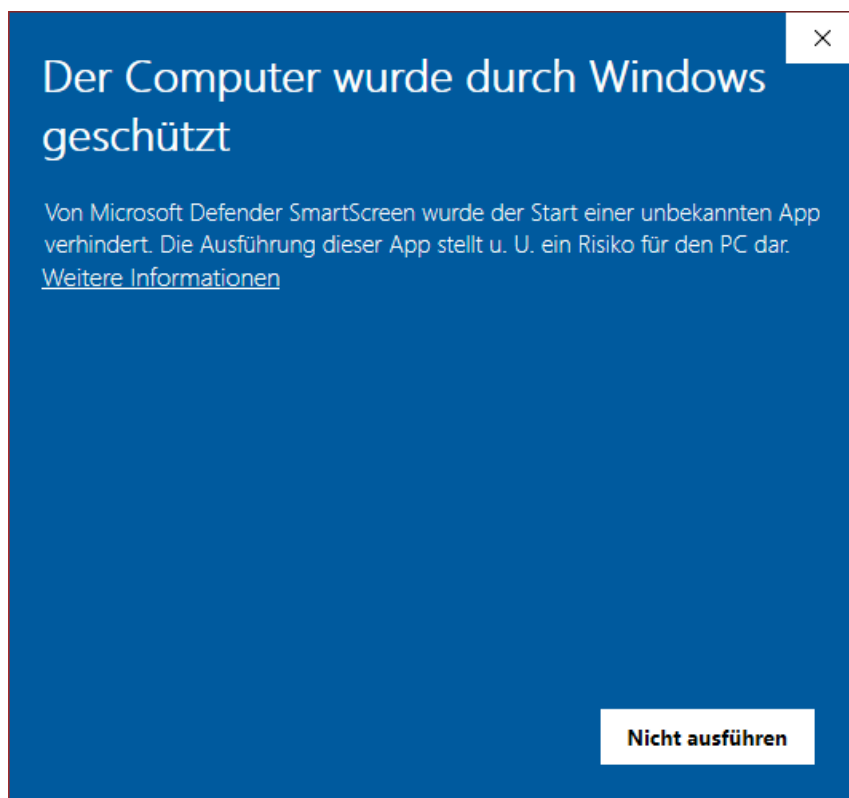 Der Computer wurde durch Windows
geschützt
Von Microsoft Defender SmartScreen wurde der Start einer unbekannten App
verhindert. Die Ausführung dieser App stellt u. U. ein Risiko für den PC dar.
Weitere Informationen
Nicht ausführen